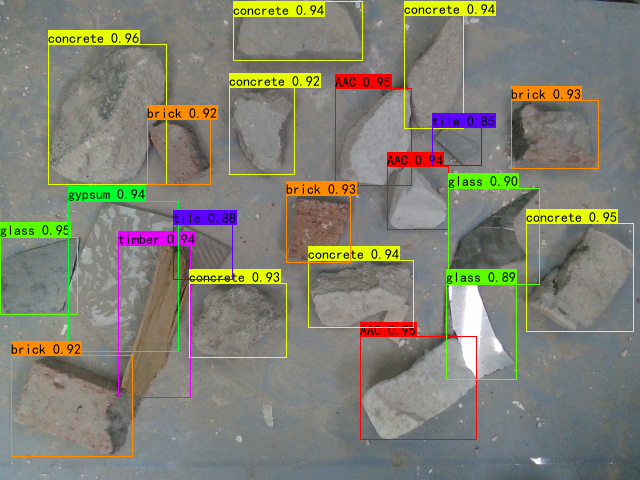 concrete 0.94
concrete 0.94
concrete 0.96
concrete 0.92
AAC 0.95
brick 0.93
brick 0.92
tile 0.85
AAC 0.94
glass 0.90
brick 0.93
gypsum 0.94
tile 0.88
concrete 0.95
glass 0.95
timber 0.94
concrete 0.94
concrete 0.93
glass 0.89
AAC 0.95
brick 0.92